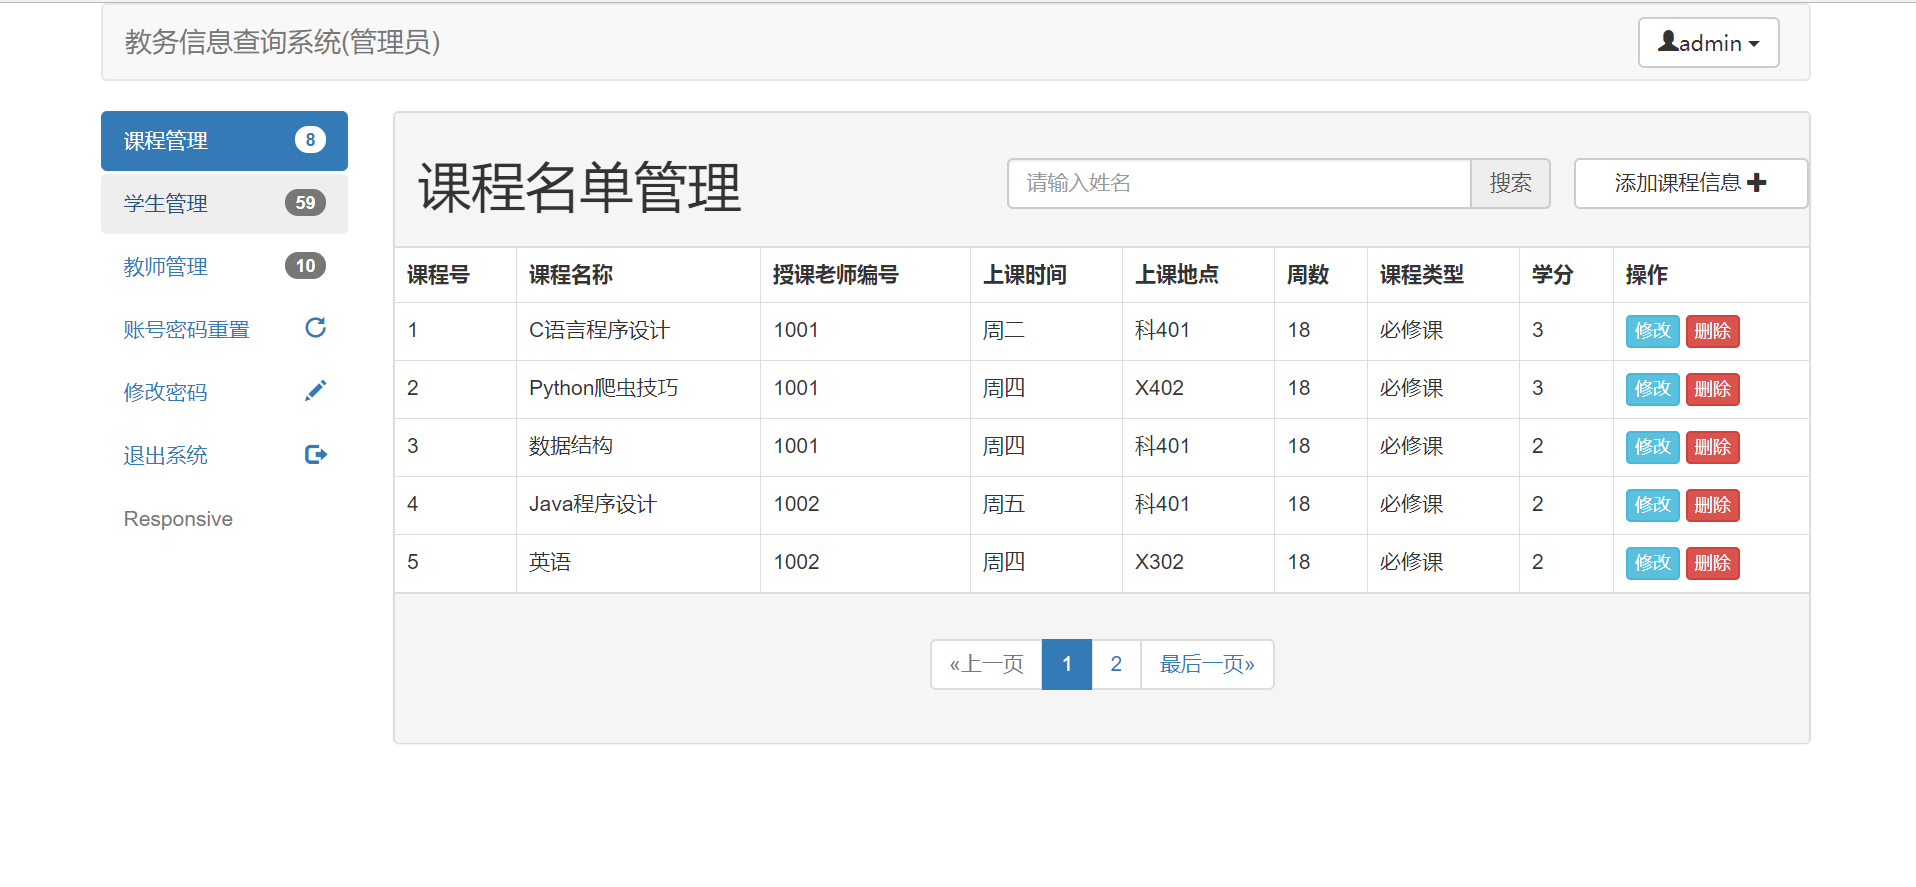 教务信息查询系统(管理员)
admin
课程管理 8
学生管理 59
教师管理 10
账号密码重置
修改密码
退出系统
Responsive
课程名单管理
请输入姓名 搜索 添加课程信息
课程号 课程名称 授课老师编号 上课时间 上课地点 周数 课程类型 学分 操作
1 C语言程序设计 1001 周二 科401 18 必修课 3 修改 删除
2 Python爬虫技巧 1001 周四 X402 18 必修课 3 修改 删除
3 数据结构 1001 周四 科401 18 必修课 2 修改 删除
4 Java程序设计 1002 周五 科401 18 必修课 2 修改 删除
5 英语 1002 周四 X302 18 必修课 2 修改 删除
«上一页 1 2 最后一页»